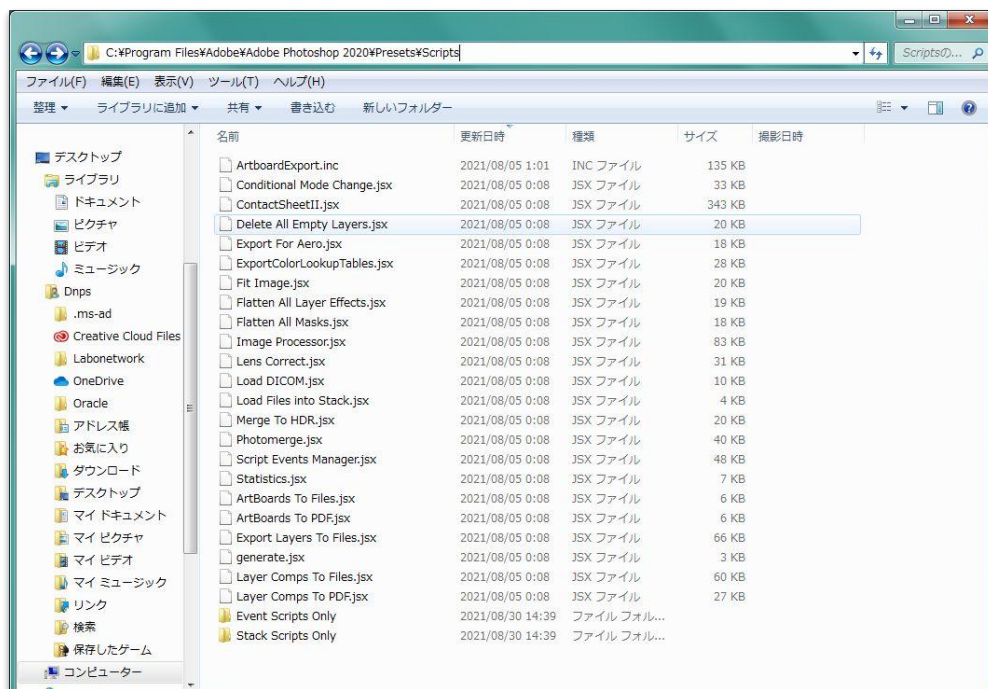 C:¥Program Files¥Adobe¥Adobe Photoshop 2020¥Presets¥Scripts
Scriptsの...
ファイル(F) 編集(E) 表示(V) ツール(T) ヘルプ(H)
整理 ライブラリに追加 共有 書き込む 新しいフォルダー
デスクトップ
ライブラリ
ドキュメント
ピクチャ
ビデオ
ミュージック
Dnps
.ms-ad
Creative Cloud Files
Labonetwork
OneDrive
Oracle
アドレス帳
お気に入り
ダウンロード
デスクトップ
マイ ドキュメント
マイ ピクチャ
マイ ビデオ
マイ ミュージック
リンク
検索
保存したゲーム
コンピューター
名前 更新日時 種類 サイズ 撮影日時
ArtboardExport.inc 2021/08/05 1:01 INC ファイル 135 KB
Conditional Mode Change.jsx 2021/08/05 0:08 JSX ファイル 33 KB
ContactSheetII.jsx 2021/08/05 0:08 JSX ファイル 343 KB
Delete All Empty Layers.jsx 2021/08/05 0:08 JSX ファイル 20 KB
Export For Aero.jsx 2021/08/05 0:08 JSX ファイル 18 KB
ExportColorLookupTables.jsx 2021/08/05 0:08 JSX ファイル 28 KB
Fit Image.jsx 2021/08/05 0:08 JSX ファイル 20 KB
Flatten All Layer Effects.jsx 2021/08/05 0:08 JSX ファイル 19 KB
Flatten All Masks.jsx 2021/08/05 0:08 JSX ファイル 18 KB
Image Processor.jsx 2021/08/05 0:08 JSX ファイル 83 KB
Lens Correct.jsx 2021/08/05 0:08 JSX ファイル 31 KB
Load DICOM.jsx 2021/08/05 0:08 JSX ファイル 10 KB
Load Files into Stack.jsx 2021/08/05 0:08 JSX ファイル 4 KB
Merge To HDR.jsx 2021/08/05 0:08 JSX ファイル 20 KB
Photomerge.jsx 2021/08/05 0:08 JSX ファイル 40 KB
Script Events Manager.jsx 2021/08/05 0:08 JSX ファイル 48 KB
Statistics.jsx 2021/08/05 0:08 JSX ファイル 7 KB
ArtBoards To Files.jsx 2021/08/05 0:08 JSX ファイル 6 KB
ArtBoards To PDF.jsx 2021/08/05 0:08 JSX ファイル 6 KB
Export Layers To Files.jsx 2021/08/05 0:08 JSX ファイル 66 KB
generate.jsx 2021/08/05 0:08 JSX ファイル 3 KB
Layer Comps To Files.jsx 2021/08/05 0:08 JSX ファイル 60 KB
Layer Comps To PDF.jsx 2021/08/05 0:08 JSX ファイル 27 KB
Event Scripts Only 2021/08/30 14:39 ファイル フォル...
Stack Scripts Only 2021/08/30 14:39 ファイル フォル...